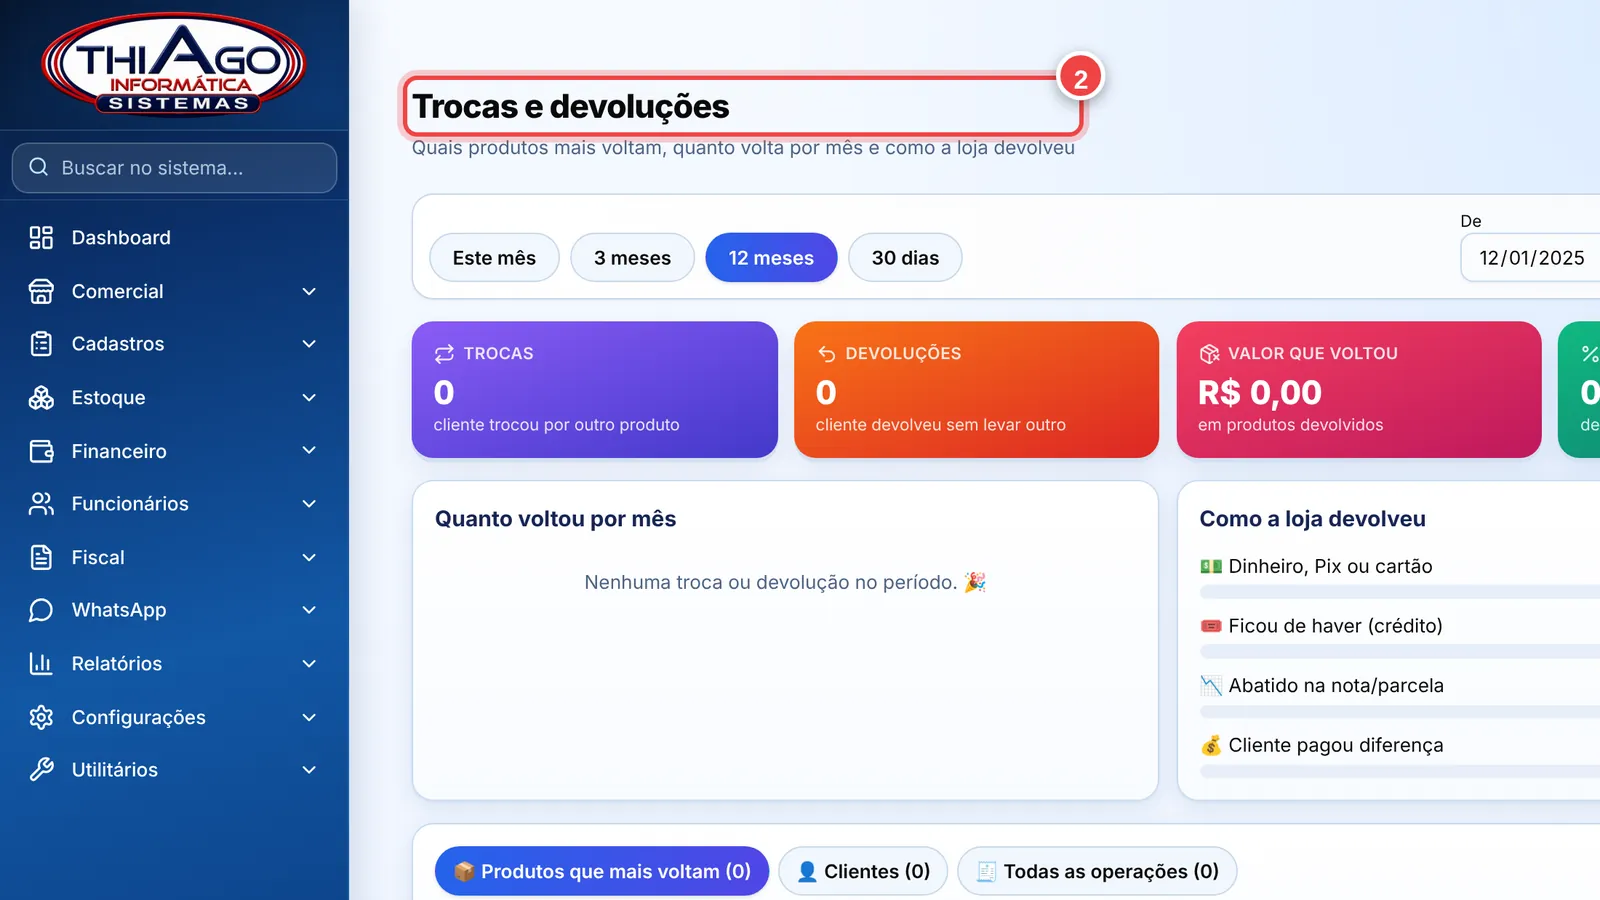 THIAGO
INFORMÁTICA
SISTEMAS
Buscar no sistema...
Dashboard
Comercial
Cadastros
Estoque
Financeiro
Funcionários
Fiscal
WhatsApp
Relatórios
Configurações
Utilitários
2
Trocas e devoluções
Quais produtos mais voltam, quanto volta por mês e como a loja devolveu
De
Este mês
3 meses
12 meses
30 dias
12/01/2025
TROCAS
0
cliente trocou por outro produto
DEVOLUÇÕES
0
cliente devolveu sem levar outro
VALOR QUE VOLTOU
R$ 0,00
em produtos devolvidos
%
0
de
Quanto voltou por mês
Nenhuma troca ou devolução no período. 🎉
Como a loja devolveu
💵 Dinheiro, Pix ou cartão
🎟️ Ficou de haver (crédito)
📉 Abatido na nota/parcela
💰 Cliente pagou diferença
📦 Produtos que mais voltam (0)
👤 Clientes (0)
🧾 Todas as operações (0)